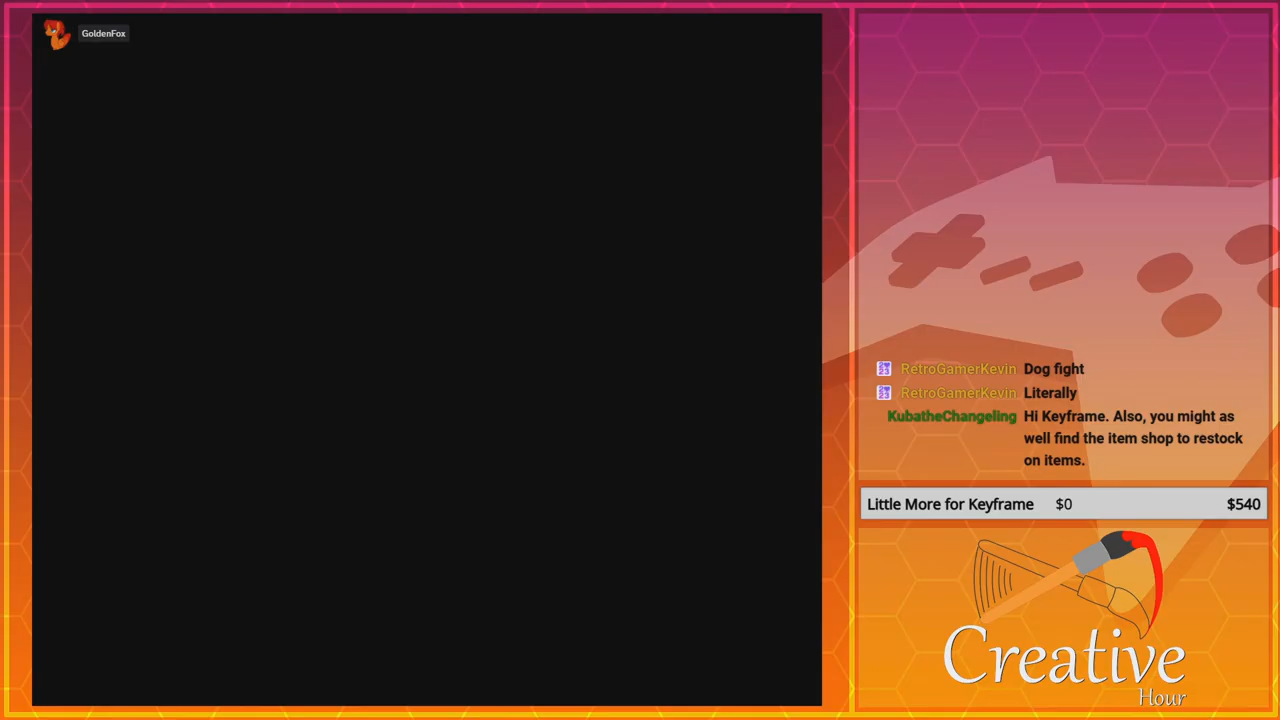 GoldenFox
RetroGamerKevin Dog fight
RetroGamerKevin Literally
KubatheChangeling Hi Keyframe. Also, you might as
well find the item shop to restock
on items.
Little More for Keyframe $0 $540
Creative
Hour